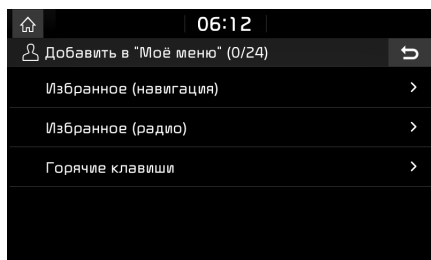 06:12
Добавить в "Моё меню" (0/24)
Избранное (навигация)
Избранное (радио)
Горячие клавиши